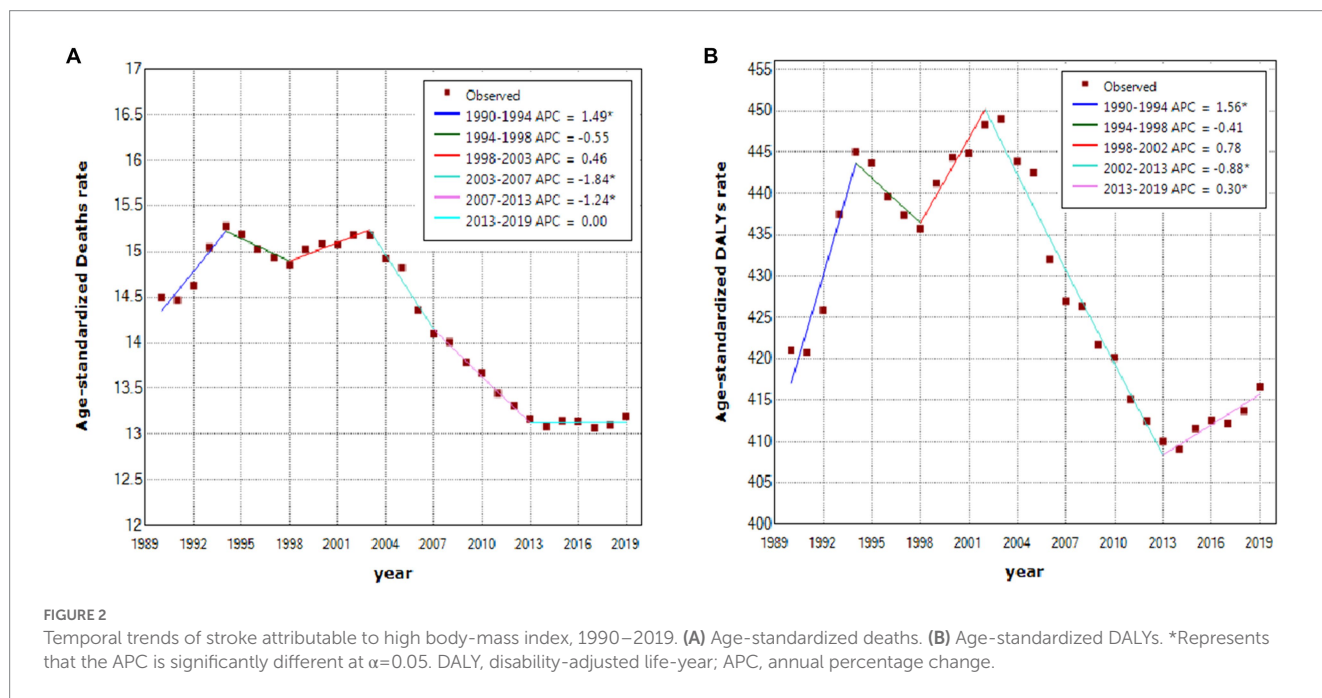 A
Age-standardized Deaths rate
17
16.5
16
15.5
15
14.5
14
13.5
13
12.5
12
Observed
1990-1994 APC = 1.49*
1994-1998 APC = -0.55
1998-2003 APC = 0.46
2003-2007 APC = -1.84*
2007-2013 APC = -1.24*
2013-2019 APC = 0.00
1989 1992 1995 1998 2001 2004 2007 2010 2013 2016 2019
year
B
Age-standardized DALYs rate
455
450
445
440
430
425
420
415
410
405
400
Observed
1990-1994 APC = 1.56*
1994-1998 APC = -0.41
1998-2002 APC = 0.78
2002-2013 APC = -0.88*
2013-2019 APC = 0.30*
1989 1992 1995 1998 2001 2004 2007 2010 2013 2016 2019
year
FIGURE 2
Temporal trends of stroke attributable to high body-mass index, 1990–2019. (A) Age-standardized deaths. (B) Age-standardized DALYs. *Represents
that the APC is significantly different at α=0.05. DALY, disability-adjusted life-year; APC, annual percentage change.